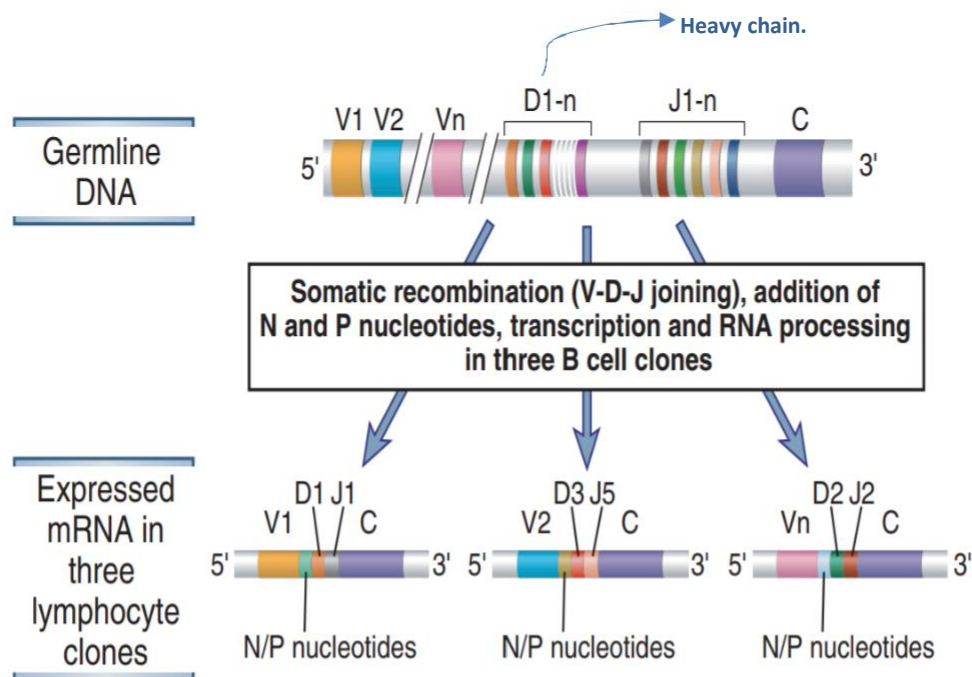 Heavy chain.
D1-n
J1-n
V1 V2 Vn
C
Germline
DNA
5'
3'
Somatic recombination (V-D-J joining), addition of
N and P nucleotides, transcription and RNA processing
in three B cell clones
Expressed
mRNA in
three
lymphocyte
clones
D1 J1
V1 C
5' 3'
N/P nucleotides
D3 J5
V2 C
5' 3'
N/P nucleotides
D2 J2
Vn C
5' 3'
N/P nucleotides